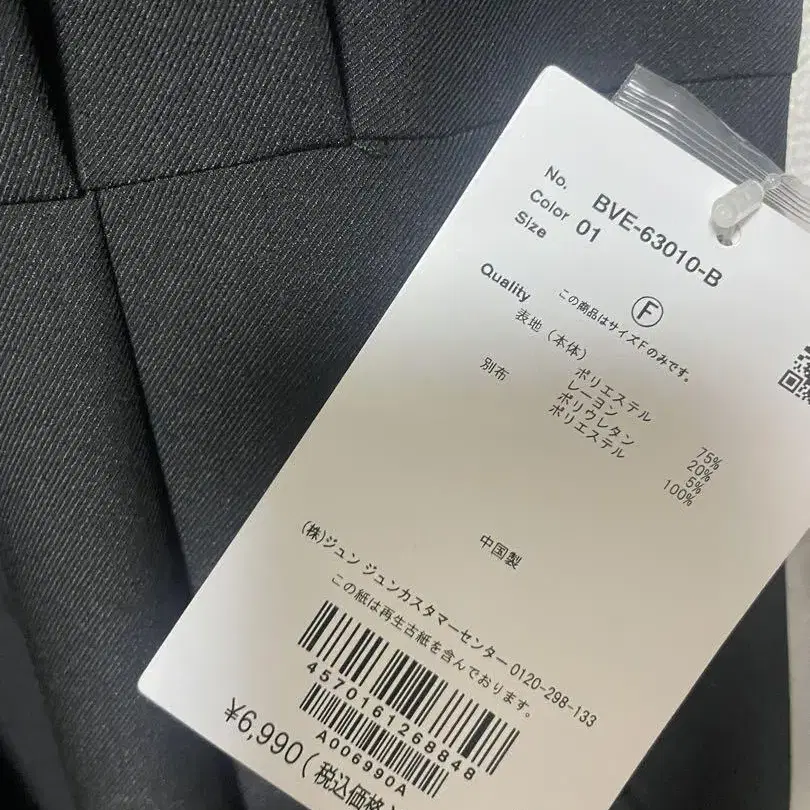 No. BVE-63010-B
Color 01
Size Ⓕ
この商品はサイズFのみです。
Quality
表地（本体） ポリエステル 75%
レーヨン 20%
ポリウレタン 5%
別布 ポリエステル 100%
中国製
(株)ジュン ジュンカスタマーセンター 0120-298-133
この紙は再生古紙を含んでおります。
4570161268848
A006990A
¥6,990(税込価格)